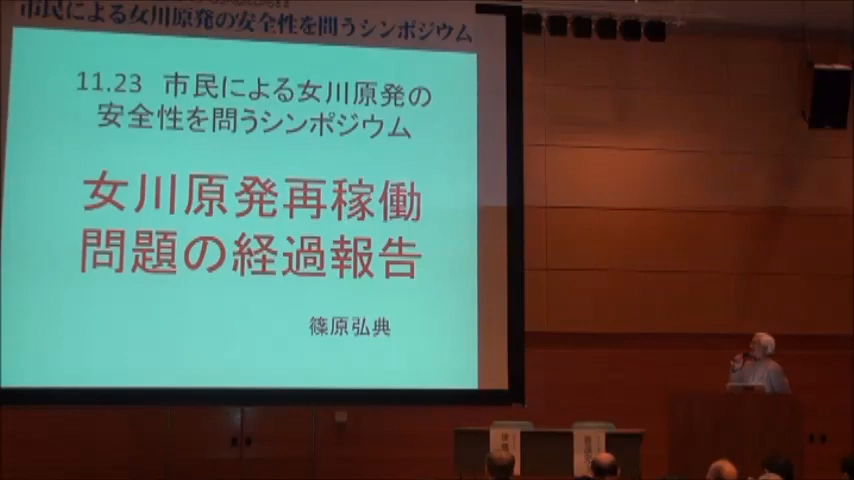 市民による女川原発の安全性を問うシンポジウム
11.23 市民による女川原発の
安全性を問うシンポジウム
女川原発再稼働
問題の経過報告
篠原弘典